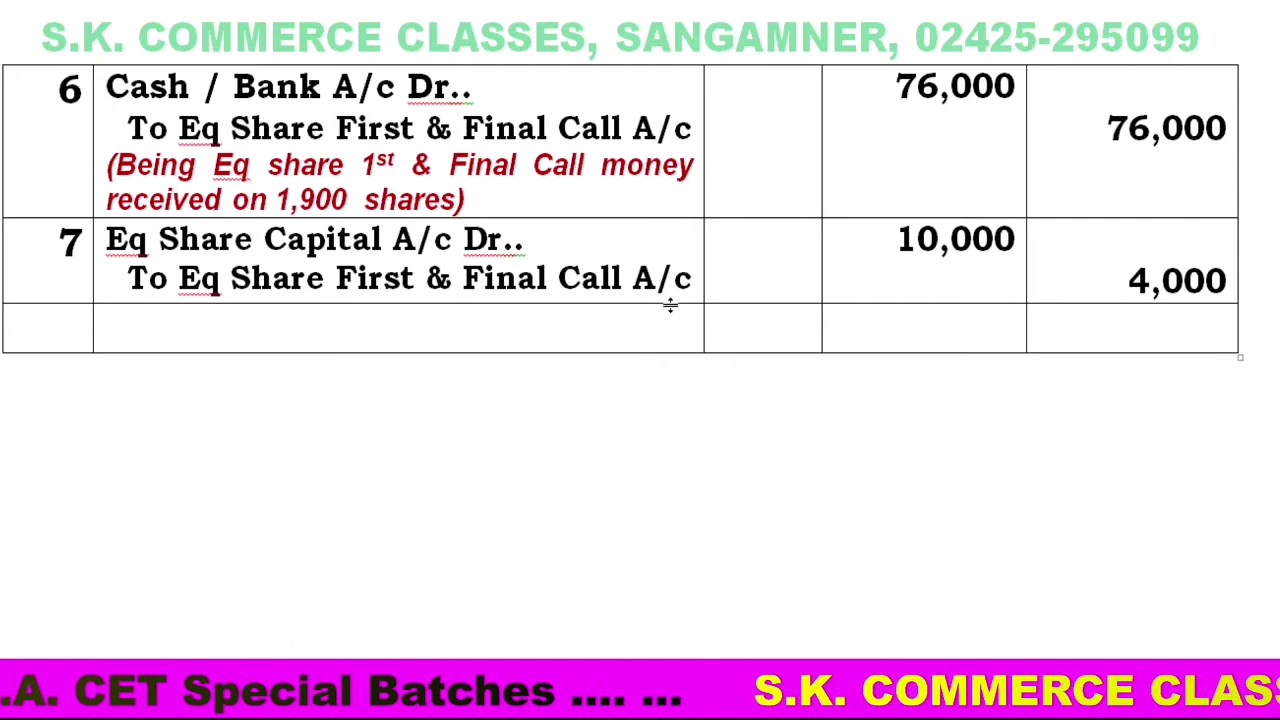 S.K. COMMERCE CLASSES, SANGAMNER, 02425-295099
6 Cash / Bank A/c Dr.. 76,000
To Eq Share First & Final Call A/c 76,000
(Being Eq share 1st & Final Call money
received on 1,900 shares)
7 Eq Share Capital A/c Dr.. 10,000
To Eq Share First & Final Call A/c 4,000
.A. CET Special Batches .... ... S.K. COMMERCE CLASS